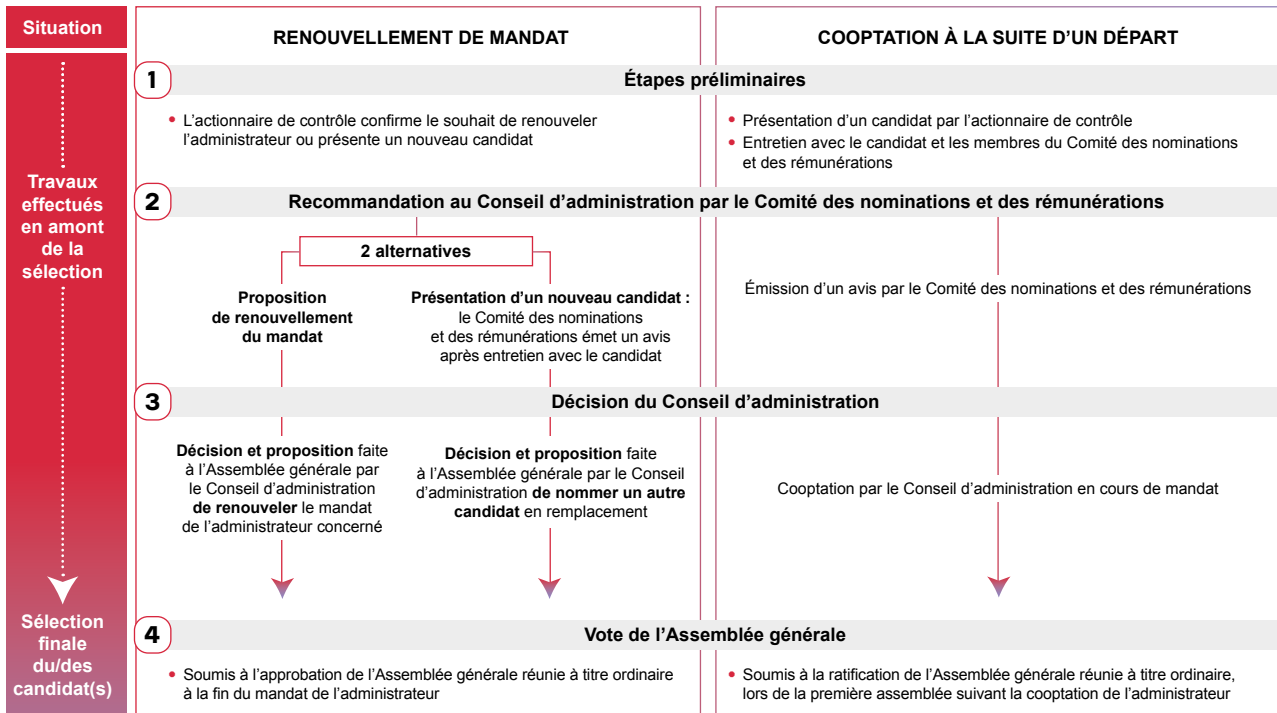 Situation
RENOUVELLEMENT DE MANDAT
COOPTATION À LA SUITE D’UN DÉPART
1
Étapes préliminaires
• L’actionnaire de contrôle confirme le souhait de renouveler
l’administrateur ou présente un nouveau candidat
• Présentation d’un candidat par l’actionnaire de contrôle
• Entretien avec le candidat et les membres du Comité des nominations
et des rémunérations
Travaux
effectués
en amont
de la
sélection
2
Recommandation au Conseil d’administration par le Comité des nominations et des rémunérations
2 alternatives
Proposition
de renouvellement
du mandat
Présentation d’un nouveau candidat :
le Comité des nominations
et des rémunérations émet un avis
après entretien avec le candidat
Émission d’un avis par le Comité des nominations et des rémunérations
3
Décision du Conseil d’administration
Décision et proposition faite
à l’Assemblée générale par
le Conseil d’administration
de renouveler le mandat
de l’administrateur concerné
Décision et proposition faite
à l’Assemblée générale par le Conseil
d’administration de nommer un autre
candidat en remplacement
Cooptation par le Conseil d’administration en cours de mandat
Sélection
finale
du/des
candidat(s)
4
Vote de l’Assemblée générale
• Soumis à l’approbation de l’Assemblée générale réunie à titre ordinaire
à la fin du mandat de l’administrateur
• Soumis à la ratification de l’Assemblée générale réunie à titre ordinaire,
lors de la première assemblée suivant la cooptation de l’administrateur